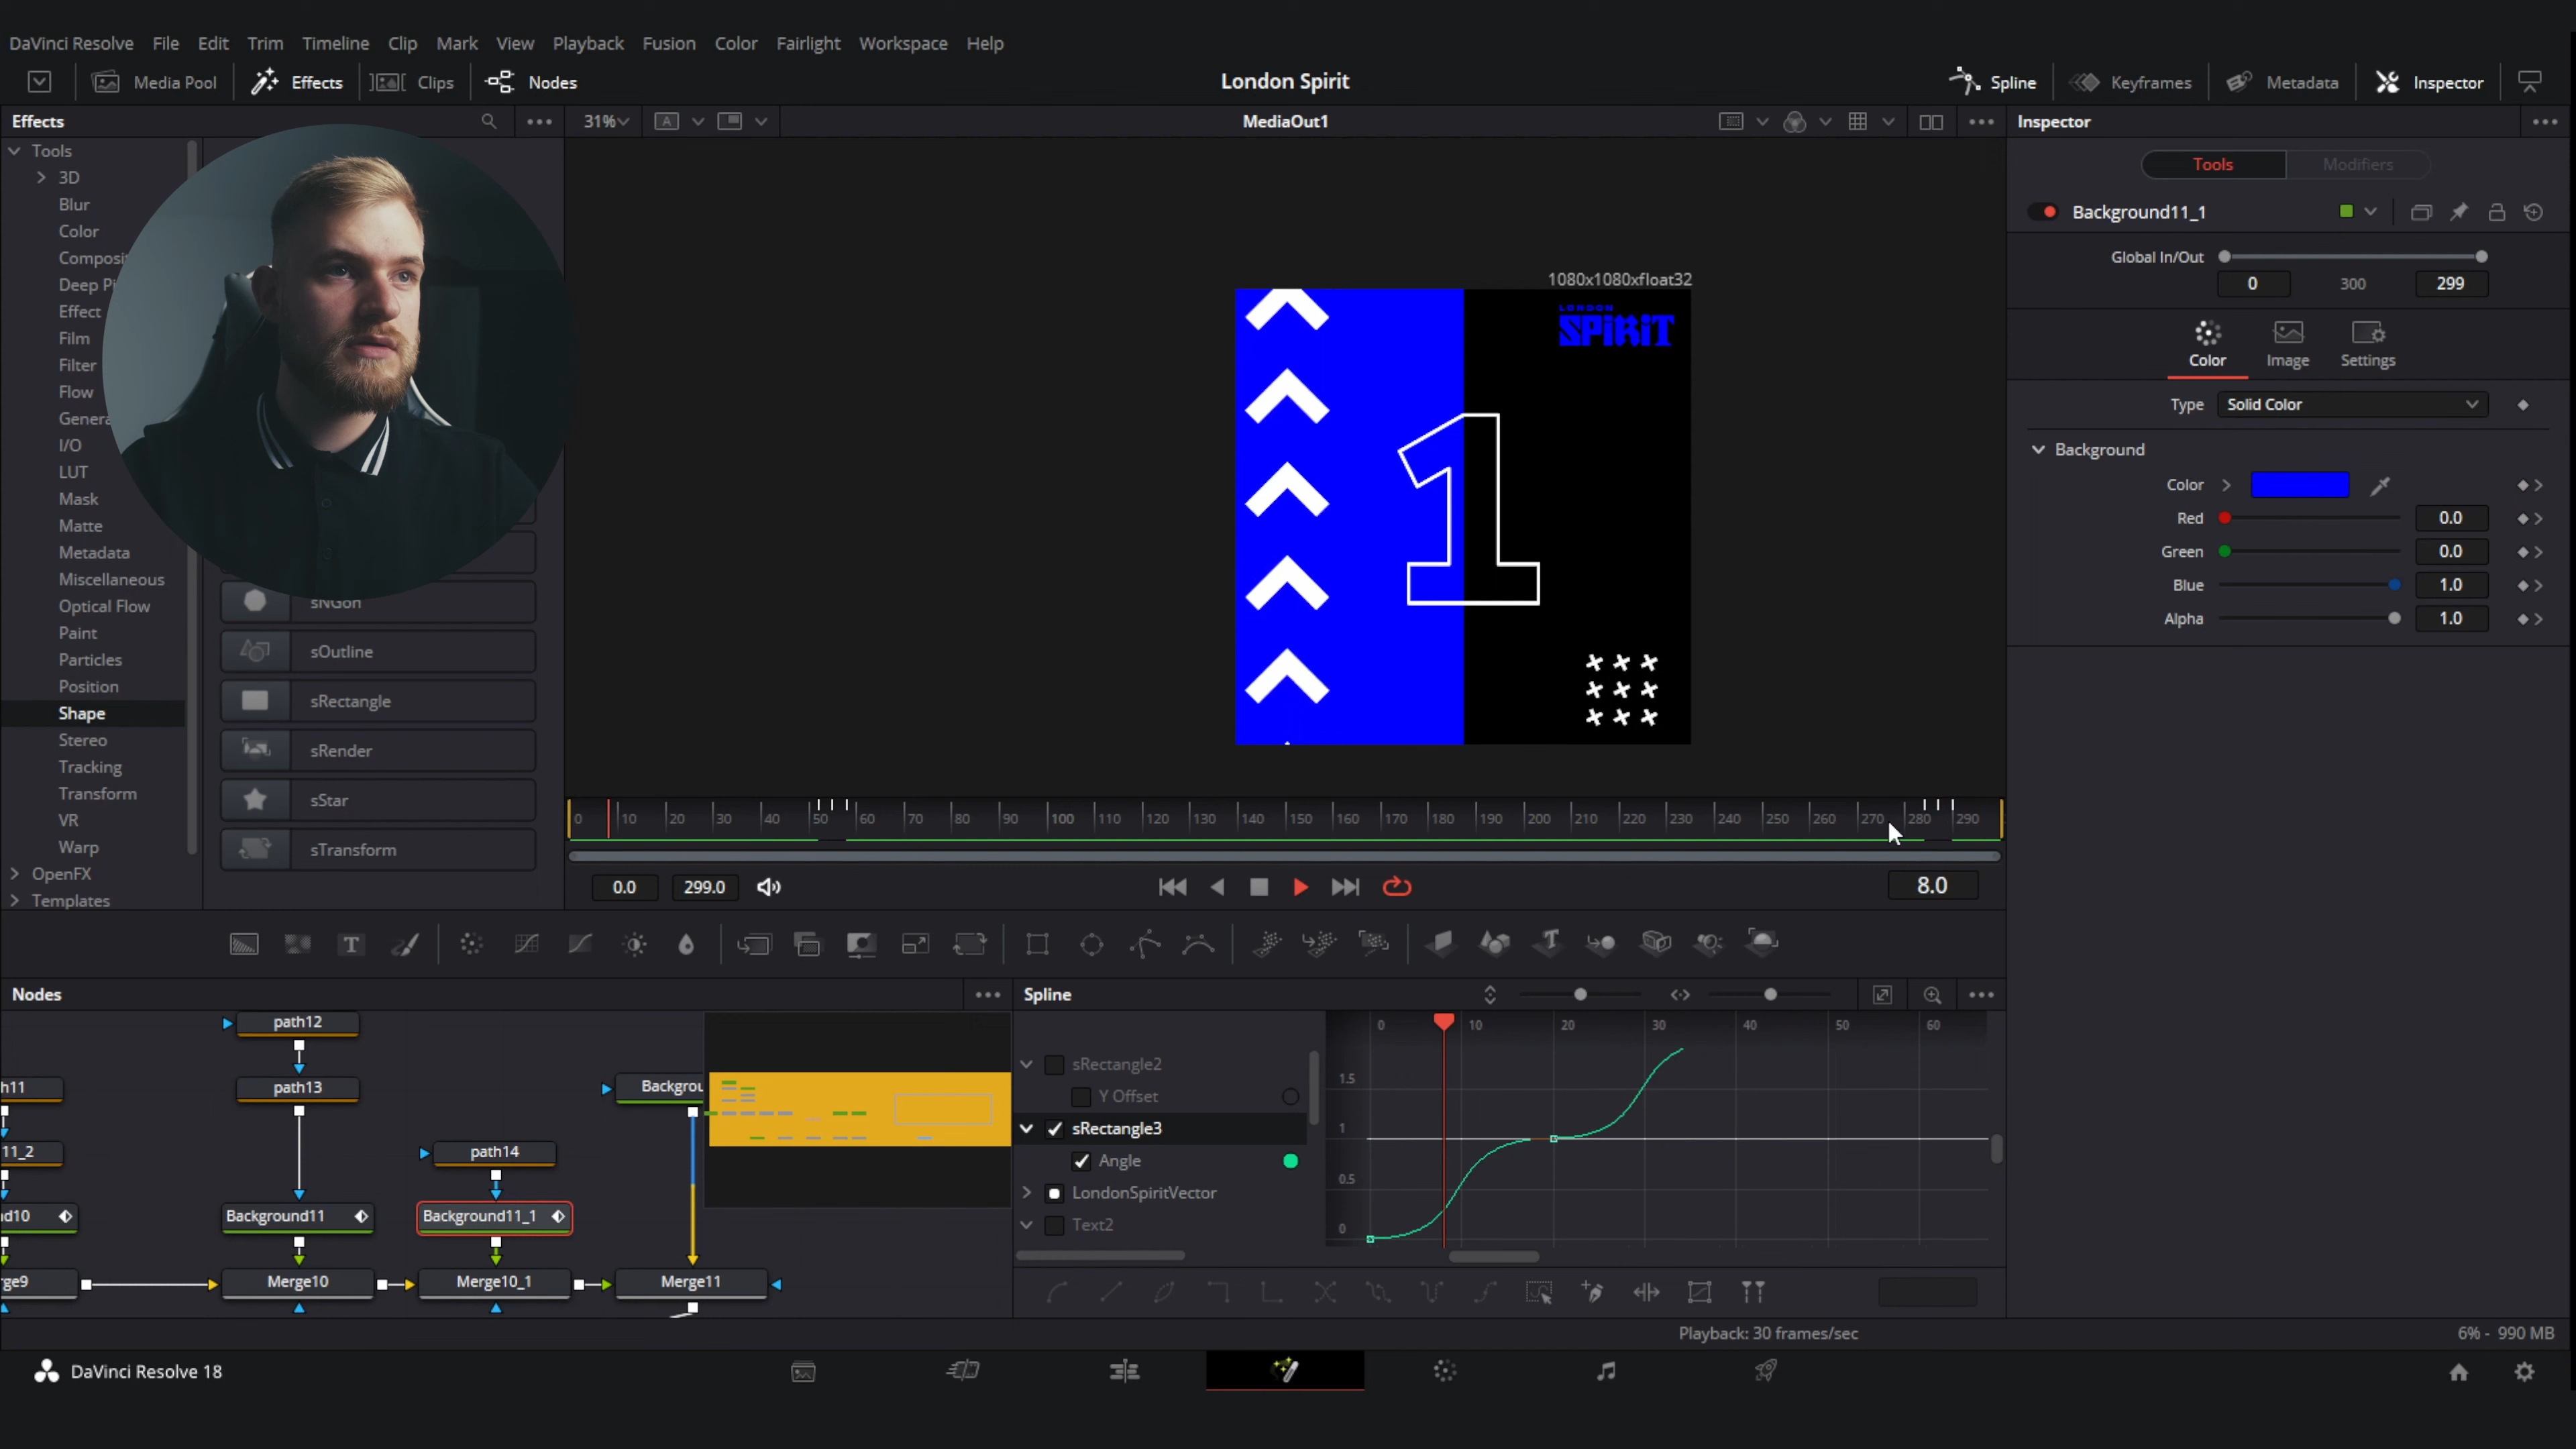 DaVinci Resolve File Edit Trim Timeline Clip Mark View Playback Fusion Color Fairlight Workspace Help
Media Pool Effects Clips Nodes London Spirit Spline Keyframes Metadata Inspector
Effects 31% A MediaOut1 Inspector
Tools
3D
Blur
Color
Composi
Deep Pi
Effect
Film
Filter
Flow
Genera
I/O
LUT
Mask
Matte
Metadata
Miscellaneous
Optical Flow
Paint
Particles
Position
Shape
Stereo
Tracking
Transform
VR
Warp
OpenFX
Templates
sNGon
sOutline
sRectangle
sRender
sStar
sTransform
1080x1080xfloat32
LONDON
SPIRIT
1
0 10 20 30 40 50 60 70 80 90 100 110 120 130 140 150 160 170 180 190 200 210 220 230 240 250 260 270 280 290
0.0 299.0 8.0
Tools Modifiers
Background11_1
Global In/Out
0 300 299
Color Image Settings
Type Solid Color
Background
Color
Red 0.0
Green 0.0
Blue 1.0
Alpha 1.0
T T
Nodes
path12
h11 path13 Backgrou
11_2 path14
d10 Background11 Background11_1
rge9 Merge10 Merge10_1 Merge11
Spline
sRectangle2
Y Offset
sRectangle3
Angle
LondonSpiritVector
Text2
0 10 20 30 40 50 60
1.5
1
0.5
0
Playback: 30 frames/sec 6% - 990 MB
DaVinci Resolve 18